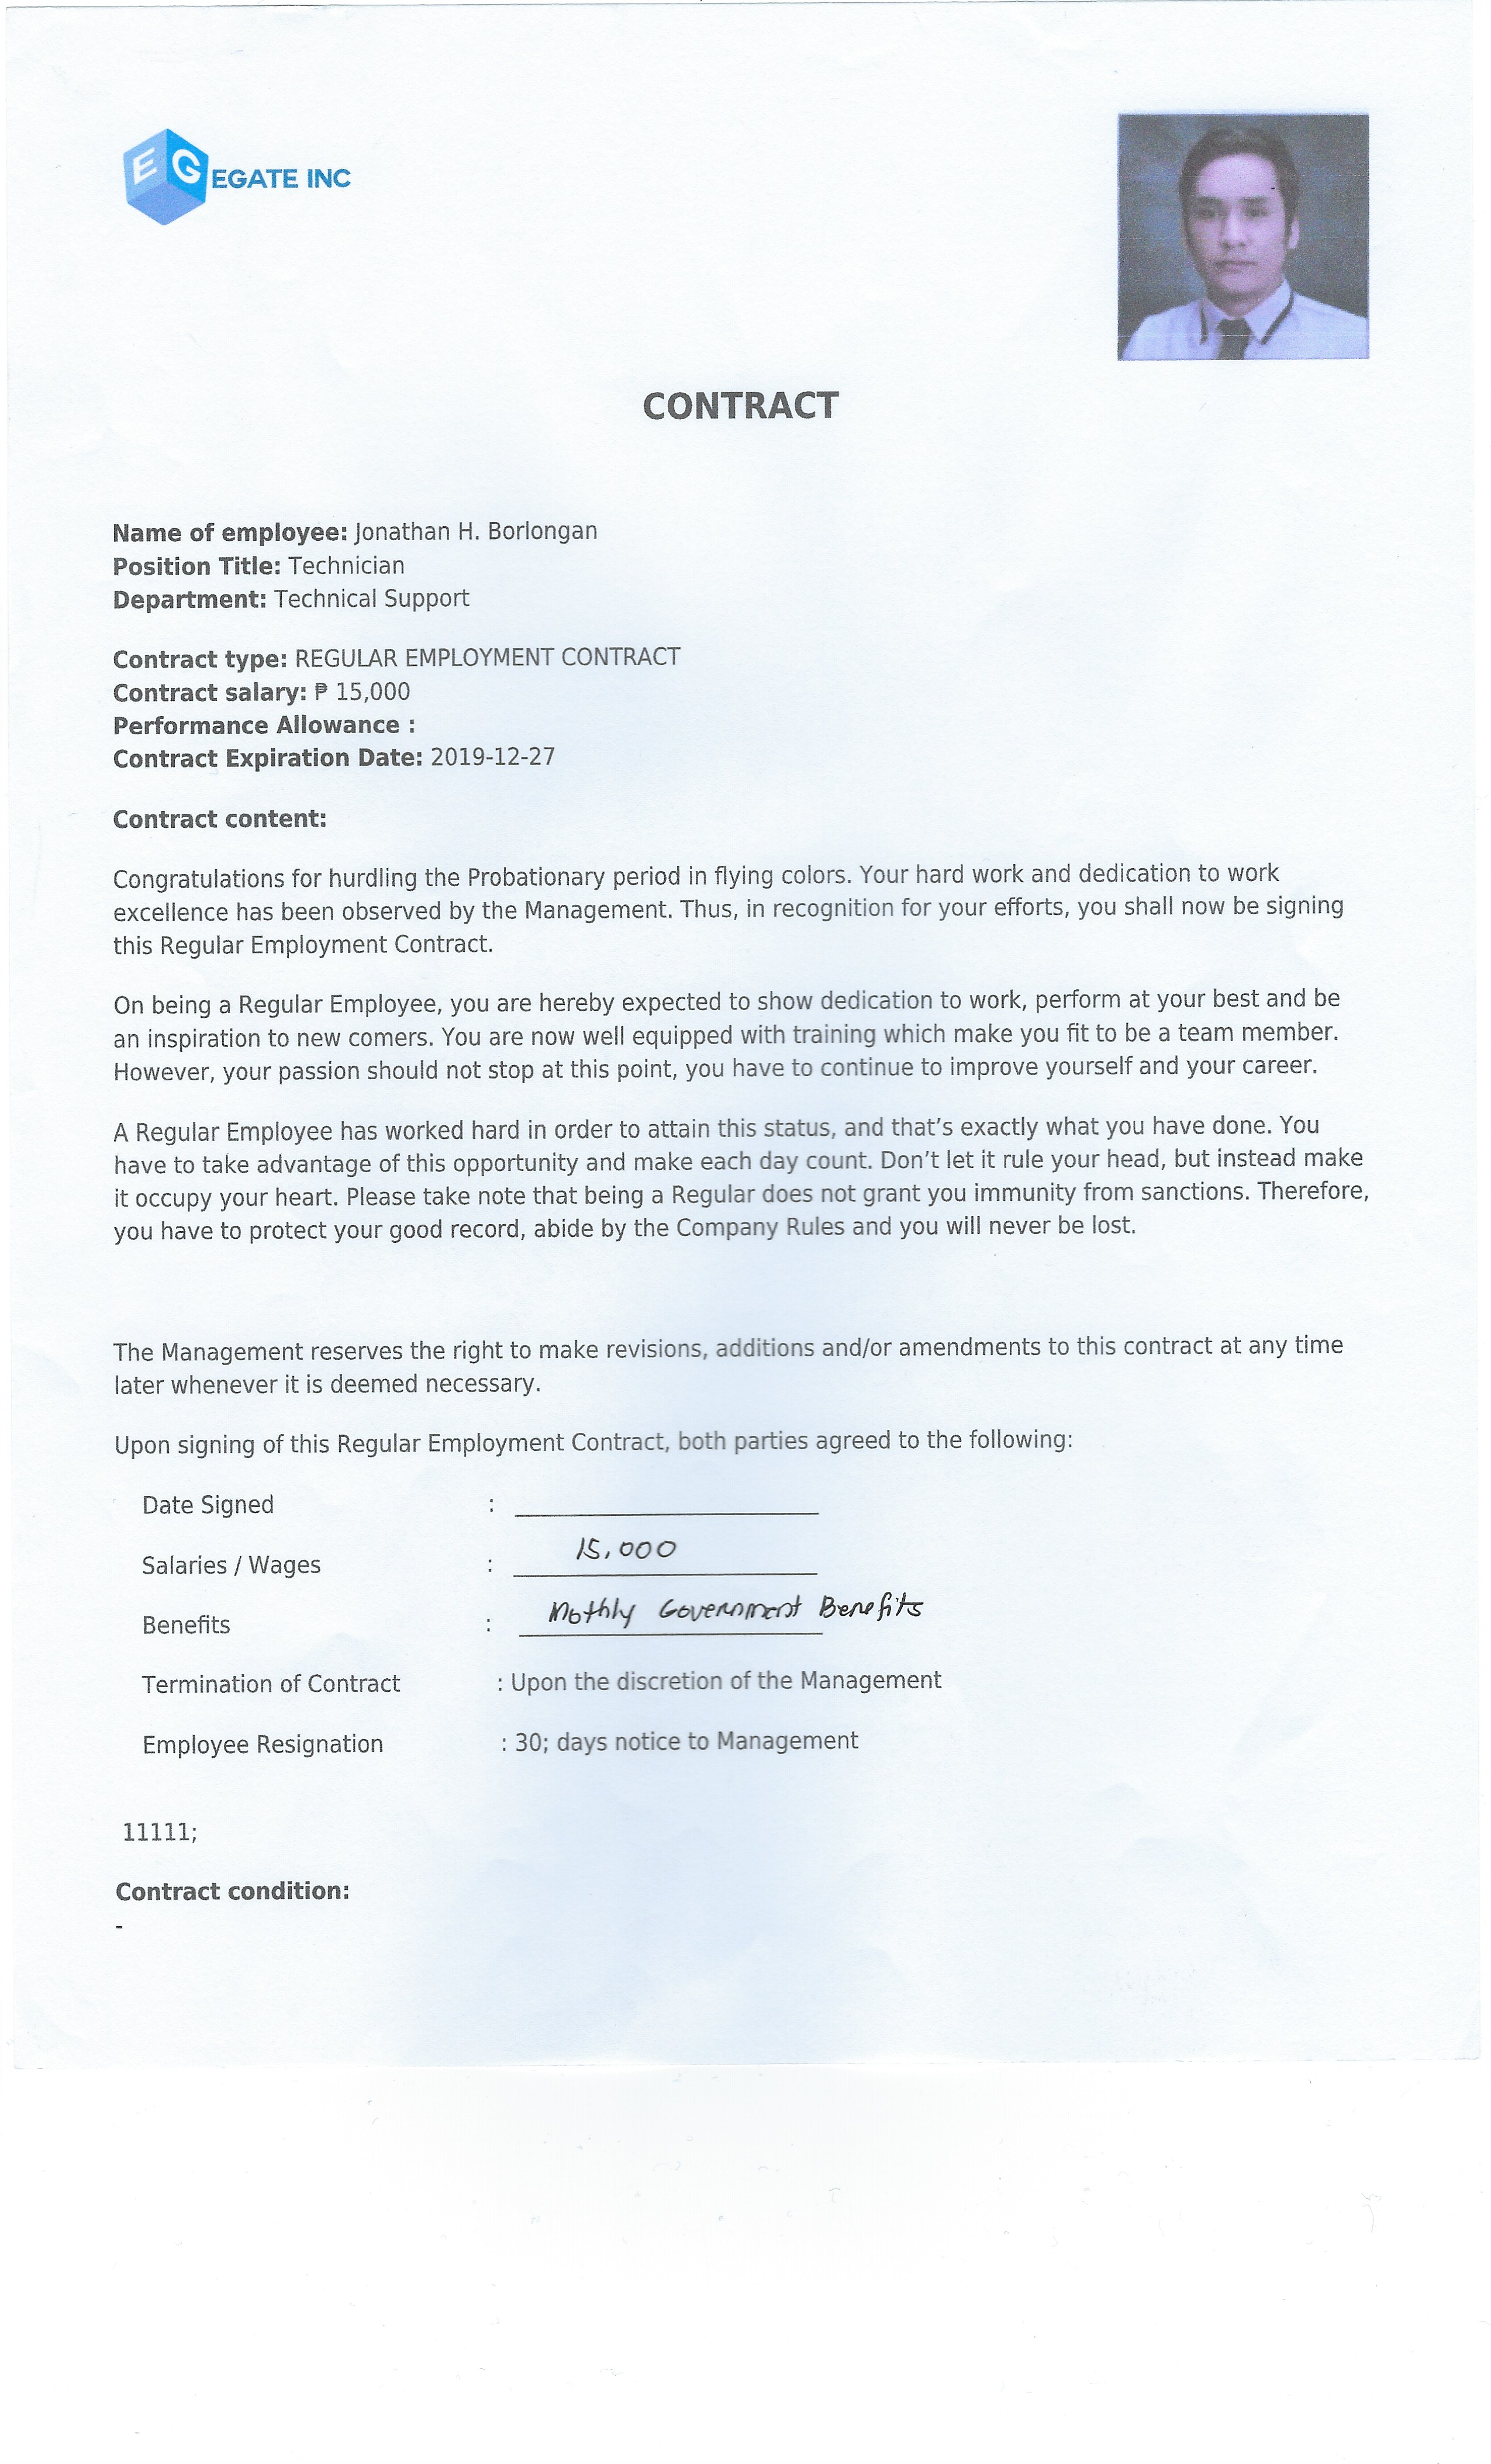 EG EGATE INC
CONTRACT
Name of employee: Jonathan H. Borlongan
Position Title: Technician
Department: Technical Support
Contract type: REGULAR EMPLOYMENT CONTRACT
Contract salary: ₱ 15,000
Performance Allowance :
Contract Expiration Date: 2019-12-27
Contract content:
Congratulations for hurdling the Probationary period in flying colors. Your hard work and dedication to work
excellence has been observed by the Management. Thus, in recognition for your efforts, you shall now be signing
this Regular Employment Contract.
On being a Regular Employee, you are hereby expected to show dedication to work, perform at your best and be
an inspiration to new comers. You are now well equipped with training which make you fit to be a team member.
However, your passion should not stop at this point, you have to continue to improve yourself and your career.
A Regular Employee has worked hard in order to attain this status, and that’s exactly what you have done. You
have to take advantage of this opportunity and make each day count. Don’t let it rule your head, but instead make
it occupy your heart. Please take note that being a Regular does not grant you immunity from sanctions. Therefore,
you have to protect your good record, abide by the Company Rules and you will never be lost.
The Management reserves the right to make revisions, additions and/or amendments to this contract at any time
later whenever it is deemed necessary.
Upon signing of this Regular Employment Contract, both parties agreed to the following:
Date Signed :
Salaries / Wages : 15,000
Benefits : Mothly Government Benefits
Termination of Contract : Upon the discretion of the Management
Employee Resignation : 30; days notice to Management
11111;
Contract condition:
-